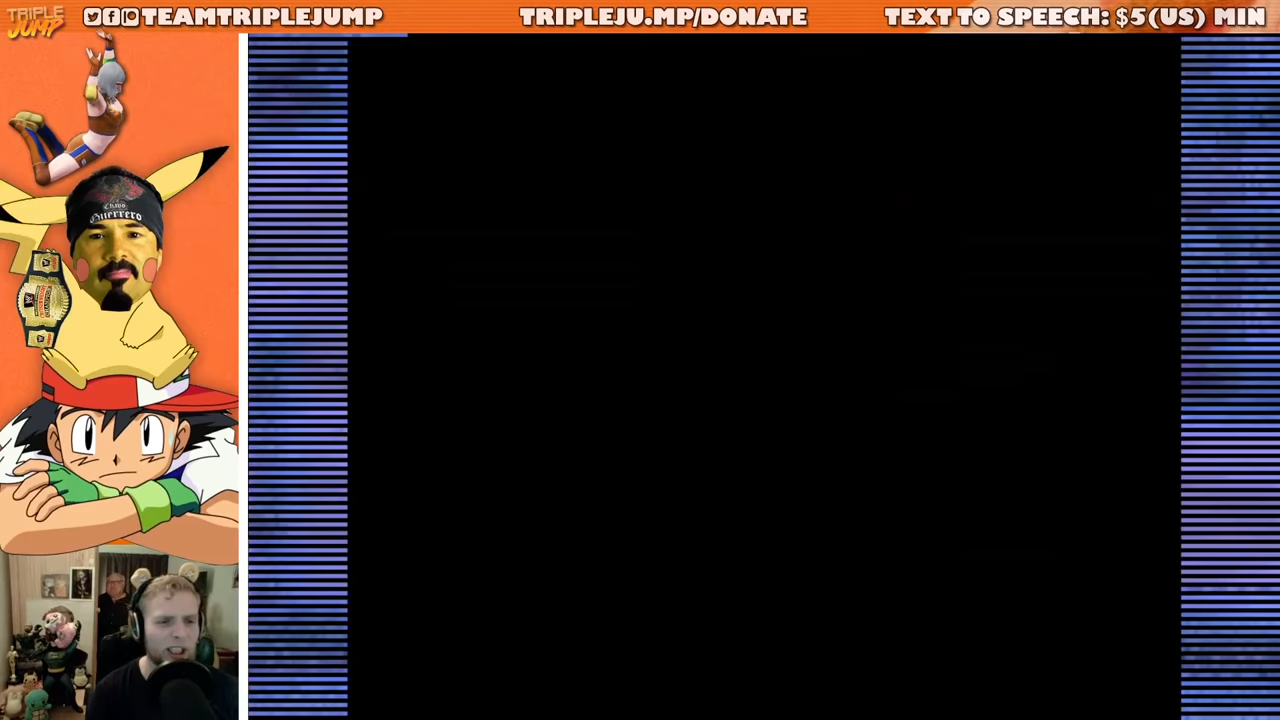 TRIPLE
JUMP
TEAMTRIPLEJUMP
TRIPLEJU.MP/DONATE
TEXT TO SPEECH: $5(US) MIN
Chavo
Guerrero